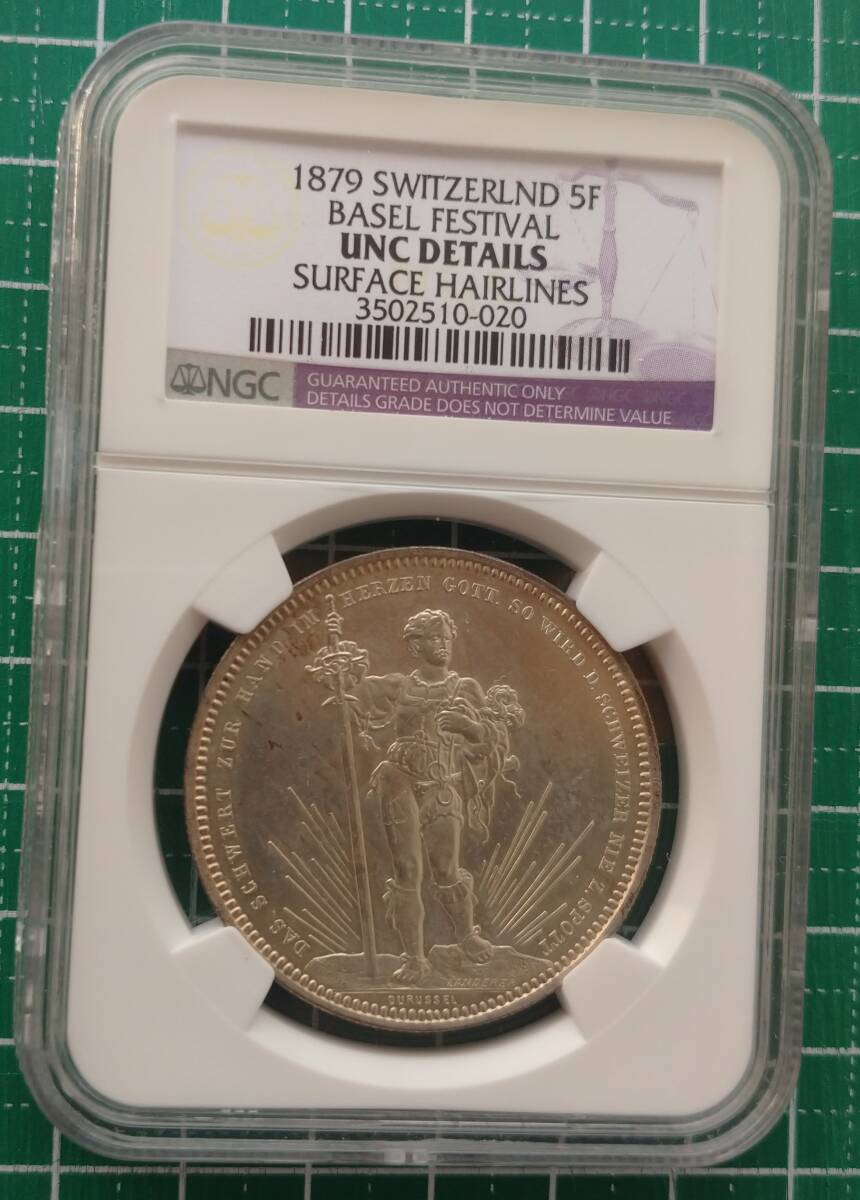 1879 SWITZERLND 5F
BASEL FESTIVAL
UNC DETAILS
SURFACE HAIRLINES
3502510-020
NGC
GUARANTEED AUTHENTIC ONLY
DETAILS GRADE DOES NOT DETERMINE VALUE
DAS SCHWERT ZUR HAND IM HERZEN GOTT. SO WIRD D. SCHWEIZER NIE Z. SPOTT
LANDERER
DURUSSEL